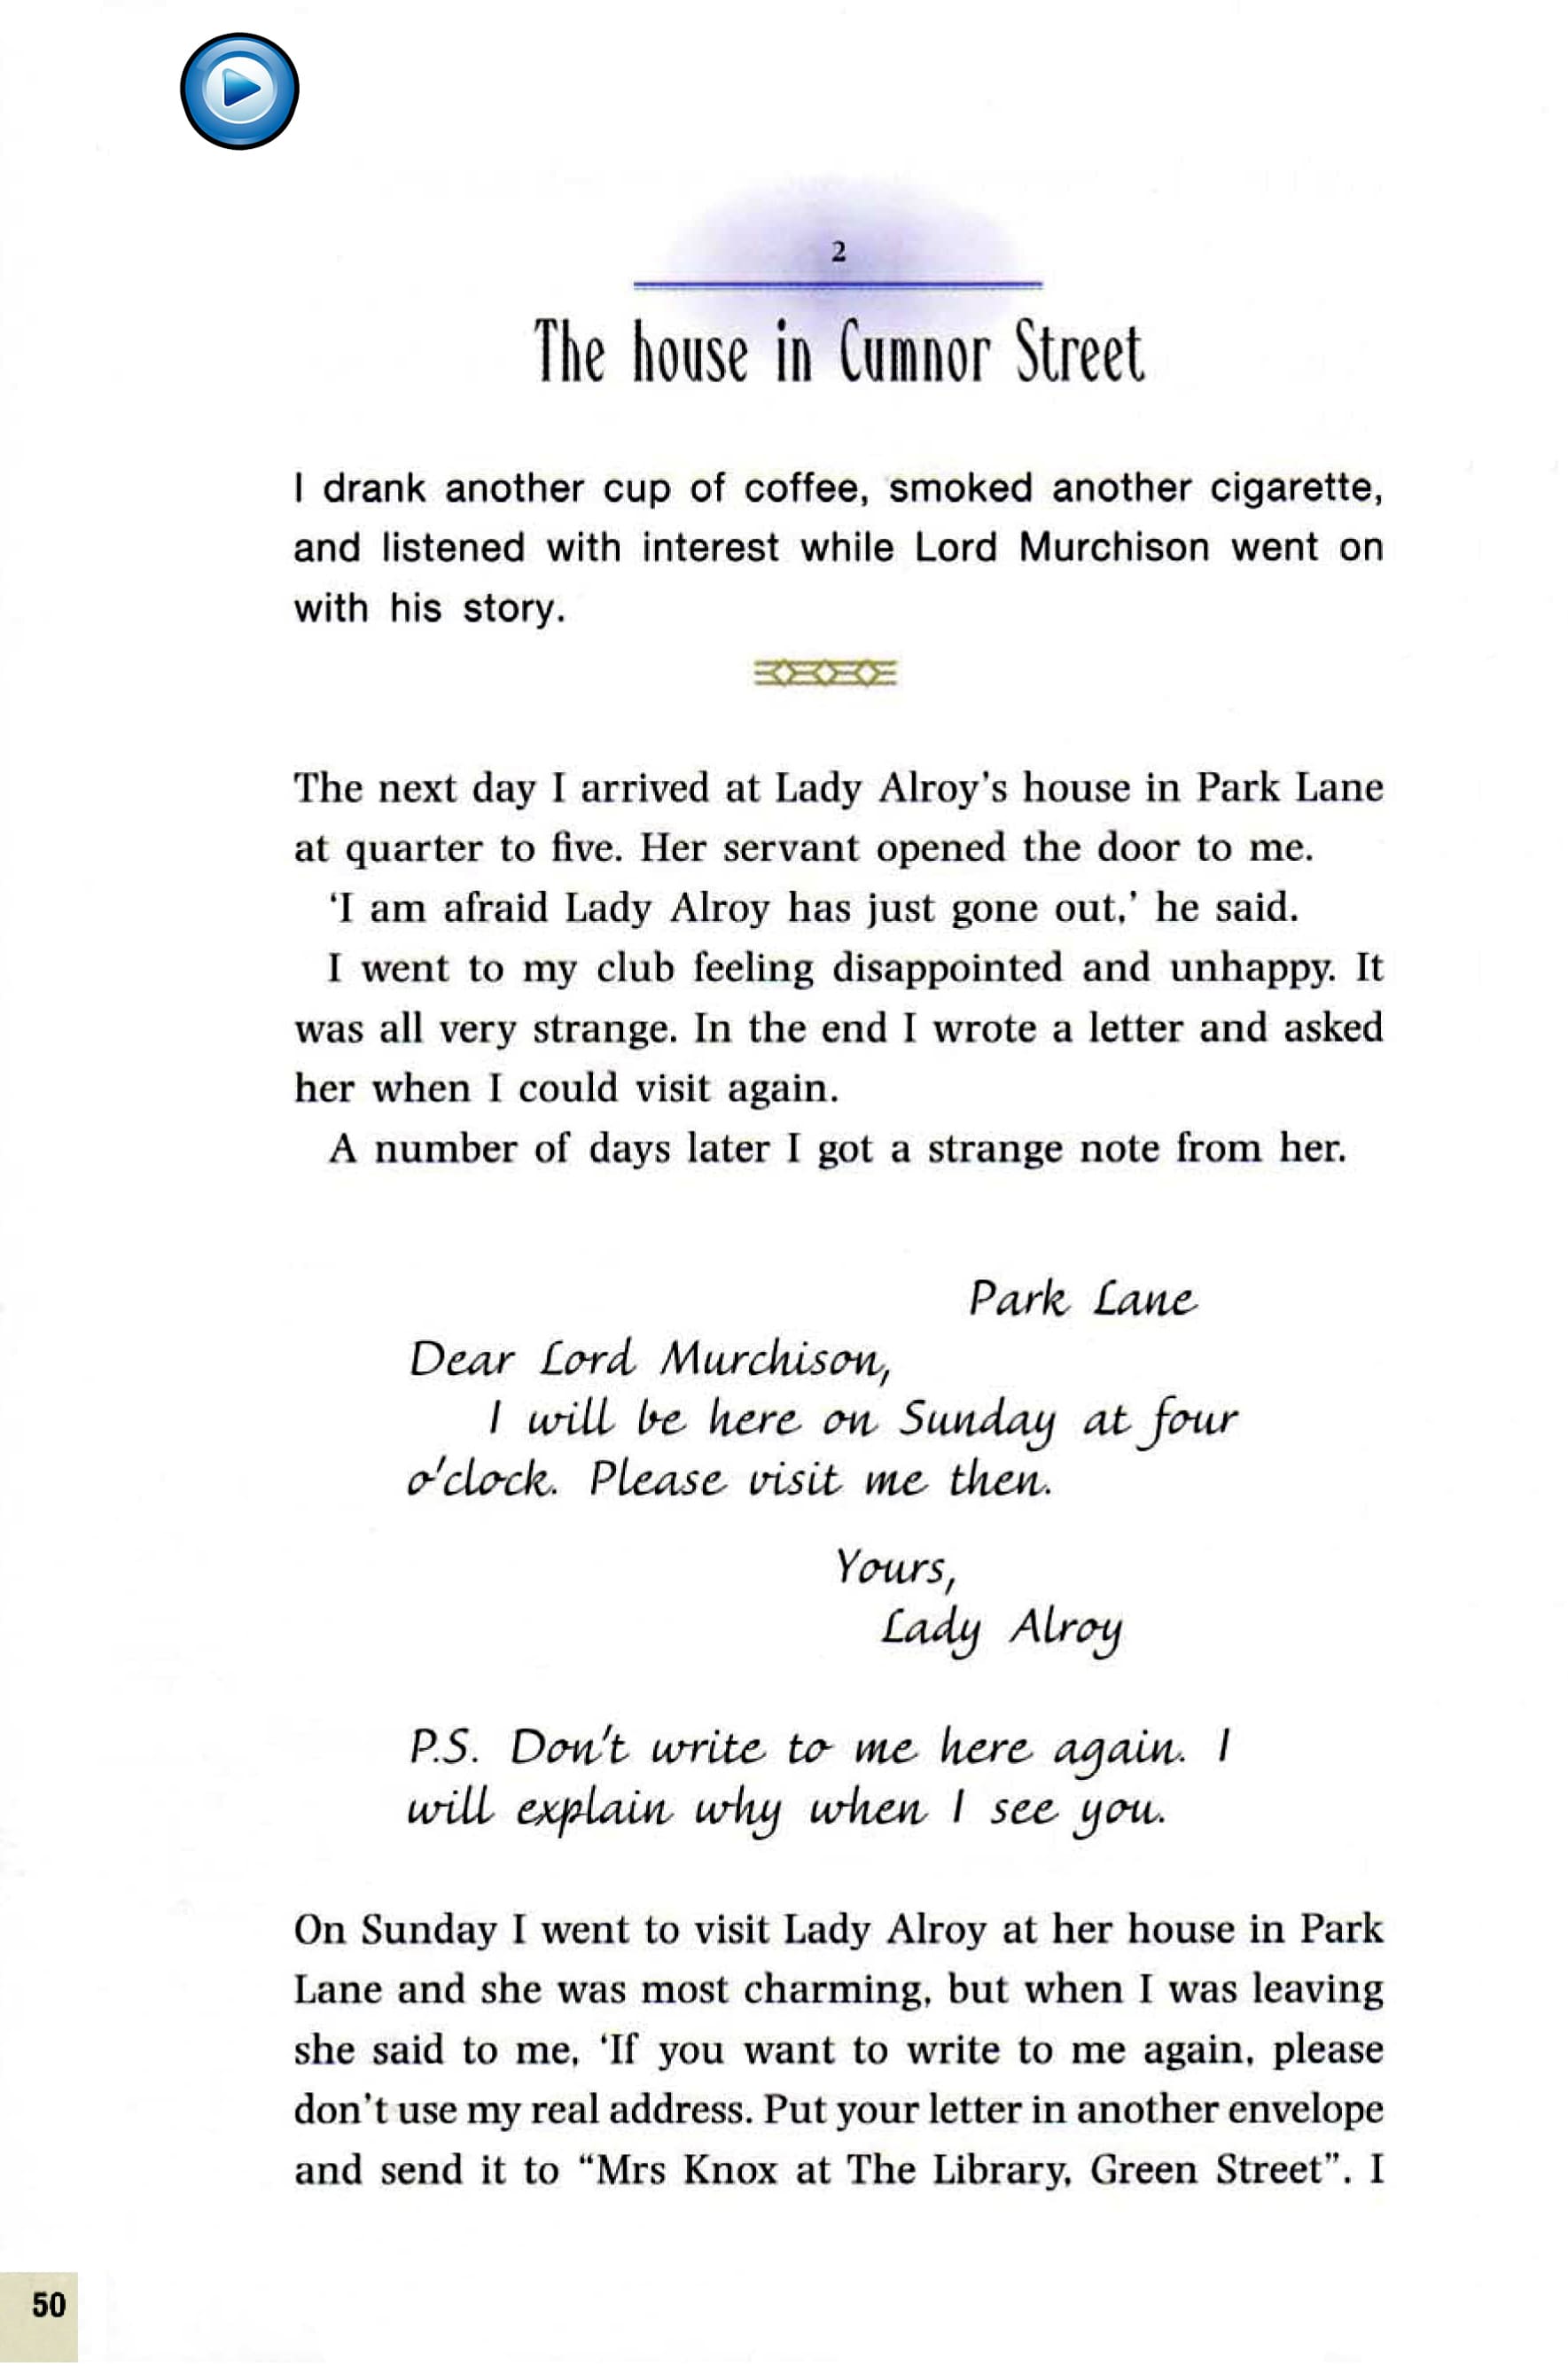 2
The house in Cumnor Street
I drank another cup of coffee, smoked another cigarette,
and listened with interest while Lord Murchison went on
with his story.
The next day I arrived at Lady Alroy's house in Park Lane
at quarter to five. Her servant opened the door to me.
‘I am afraid Lady Alroy has just gone out,’ he said.
I went to my club feeling disappointed and unhappy. It
was all very strange. In the end I wrote a letter and asked
her when I could visit again.
A number of days later I got a strange note from her.
Park Lane
Dear Lord Murchison,
I will be here on Sunday at four
o'clock. Please visit me then.
Yours,
Lady Alroy
P.S. Don't write to me here again. I
will explain why when I see you.
On Sunday I went to visit Lady Alroy at her house in Park
Lane and she was most charming, but when I was leaving
she said to me, ‘If you want to write to me again, please
don't use my real address. Put your letter in another envelope
and send it to “Mrs Knox at The Library, Green Street”. I
50